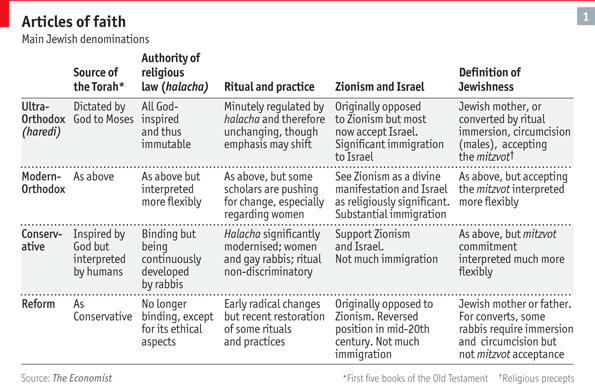 Articles of faith
1
Main Jewish denominations
Source of
the Torah*
Authority of
religious
law (halacha)
Ritual and practice
Zionism and Israel
Definition of
Jewishness
Ultra-
Orthodox
(haredi)
Dictated by
God to Moses
All God-
inspired
and thus
immutable
Minutely regulated by
halacha and therefore
unchanging, though
emphasis may shift
Originally opposed
to Zionism but most
now accept Israel.
Significant immigration
to Israel
Jewish mother, or
converted by ritual
immersion, circumcision
(males), accepting
the mitzvot†
Modern-
Orthodox
As above
As above but
interpreted
more flexibly
As above, but some
scholars are pushing
for change, especially
regarding women
See Zionism as a divine
manifestation and Israel
as religiously significant.
Substantial immigration
As above, but accepting
the mitzvot interpreted
more flexibly
Conserv-
ative
Inspired by
God but
interpreted
by humans
Binding but
being
continuously
developed
by rabbis
Halacha significantly
modernised; women
and gay rabbis; ritual
non-discriminatory
Support Zionism
and Israel.
Not much immigration
As above, but mitzvot
commitment
interpreted much more
flexibly
Reform
As
Conservative
No longer
binding, except
for its ethical
aspects
Early radical changes
but recent restoration
of some rituals
and practices
Originally opposed to
Zionism. Reversed
position in mid-20th
century. Not much
immigration
Jewish mother or father.
For converts, some
rabbis require immersion
and circumcision but
not mitzvot acceptance
Source: The Economist
*First five books of the Old Testament †Religious precepts